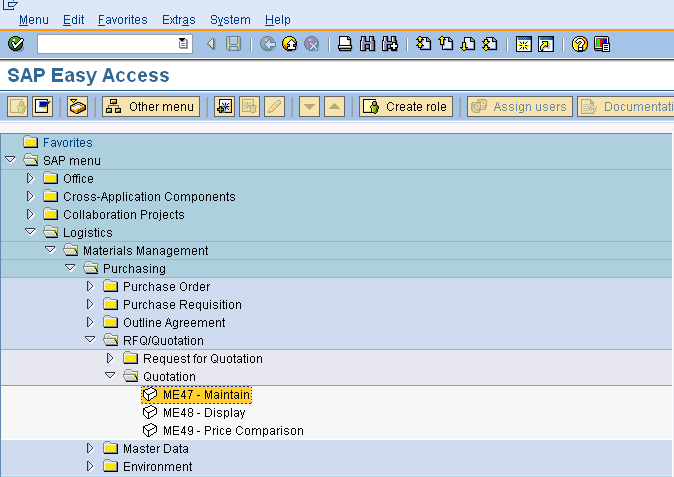 Menu Edit Favorites Extras System Help
SAP Easy Access
Other menu Create role Assign users Documentati
Favorites
SAP menu
Office
Cross-Application Components
Collaboration Projects
Logistics
Materials Management
Purchasing
Purchase Order
Purchase Requisition
Outline Agreement
RFQ/Quotation
Request for Quotation
Quotation
ME47 - Maintain
ME48 - Display
ME49 - Price Comparison
Master Data
Environment